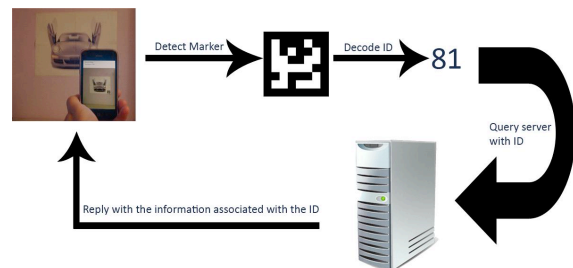 Detect Marker
Decode ID
81
Query server
with ID
Reply with the information associated with the ID